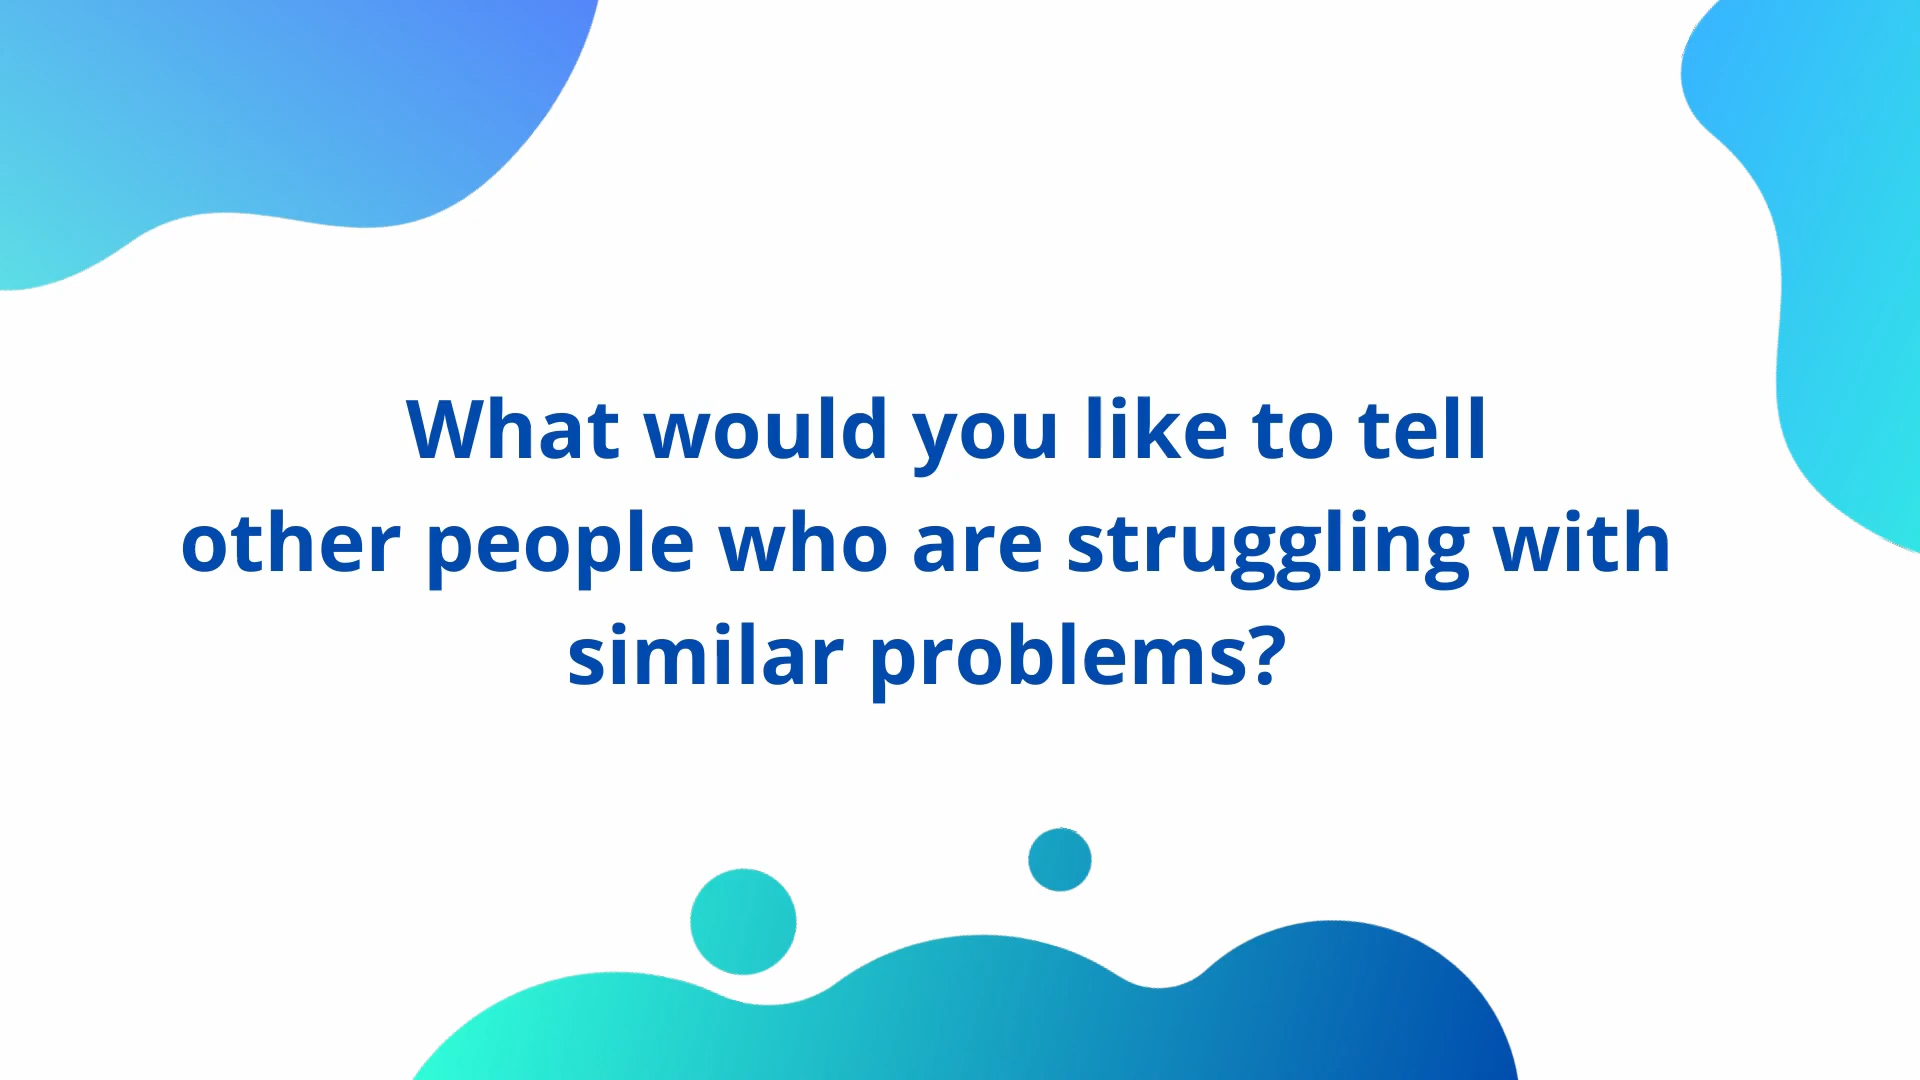 What would you like to tell
other people who are struggling with
similar problems?